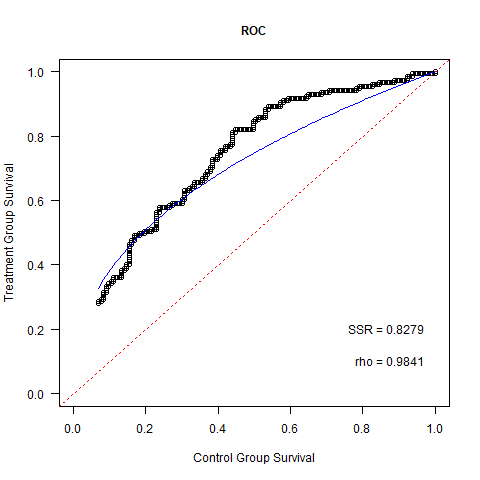 ROC
1.0
0.8
0.6
0.4
0.2
0.0
Treatment Group Survival
SSR = 0.8279
rho = 0.9841
0.0 0.2 0.4 0.6 0.8 1.0
Control Group Survival